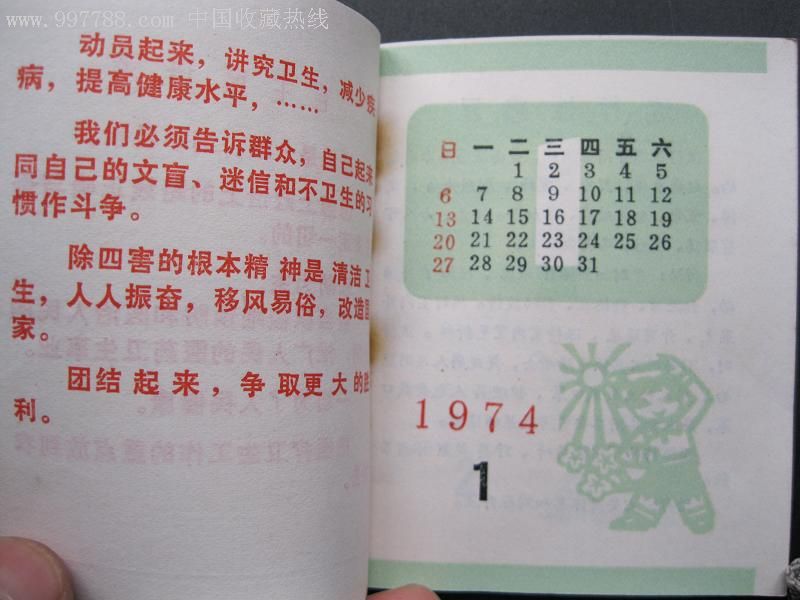 www.997788.com 中国收藏热线
动员起来，讲究卫生，减少疾
病，提高健康水平，……
我们必须告诉群众，自己起来
同自己的文盲、迷信和不卫生的习
惯作斗争。
除四害的根本精神是清洁卫
生，人人振奋，移风易俗，改造国
家。
团结起来，争取更大的胜
利。
日 一 二 三 四 五 六
1 2 3 4 5
6 7 8 9 10 11 12
13 14 15 16 17 18 19
20 21 22 23 24 25 26
27 28 29 30 31
1974
1